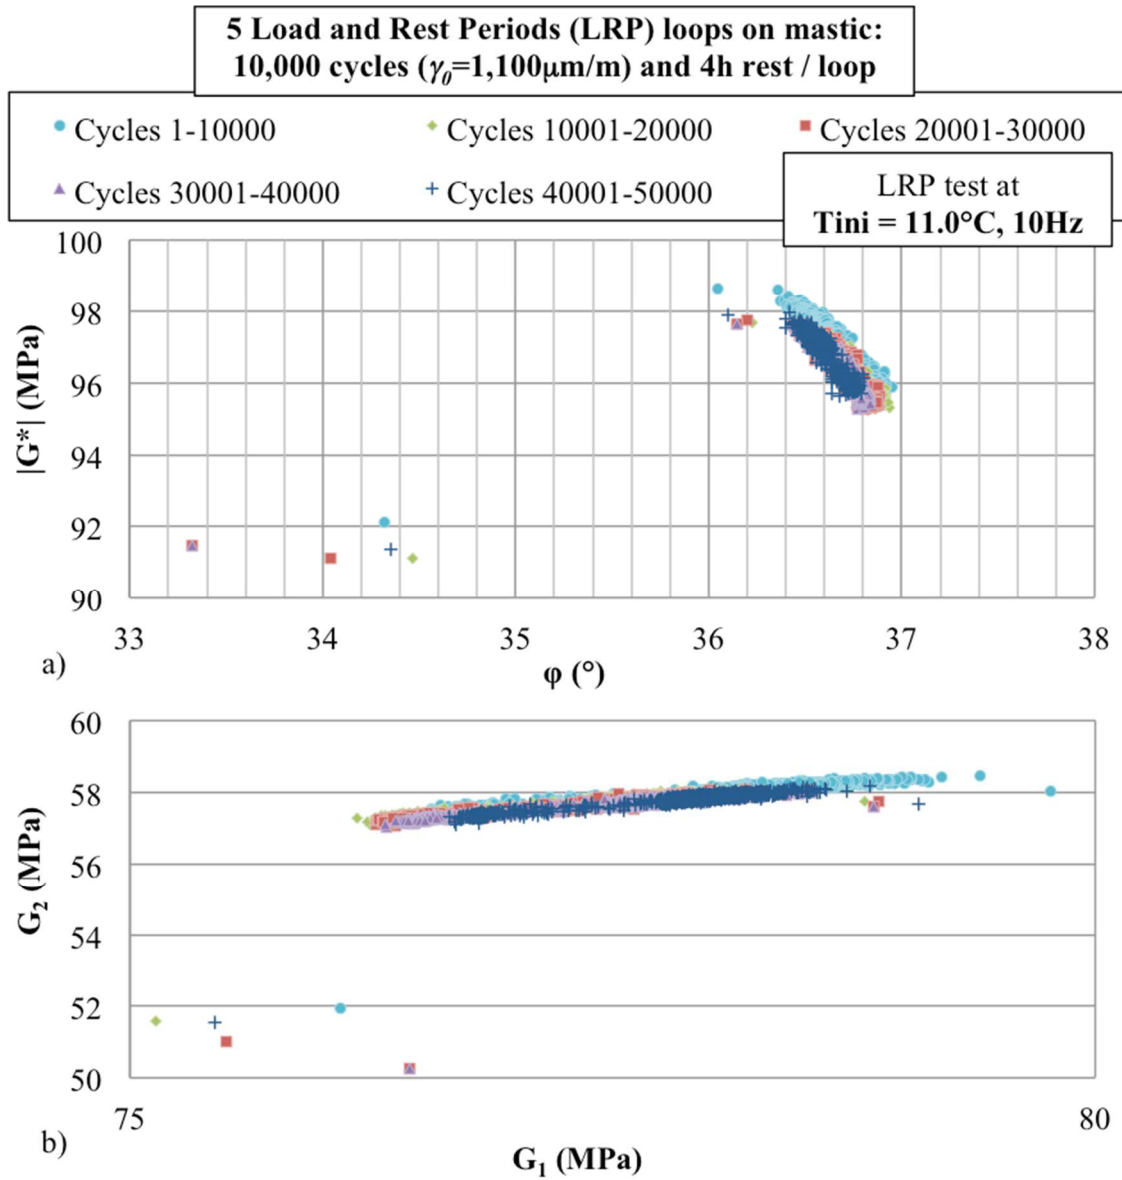 5 Load and Rest Periods (LRP) loops on mastic:
10,000 cycles (γ₀=1,100μm/m) and 4h rest / loop
Cycles 1-10000
Cycles 10001-20000
Cycles 20001-30000
Cycles 30001-40000
Cycles 40001-50000
LRP test at
Tini = 11.0°C, 10Hz
100
98
96
94
92
90
|G*| (MPa)
33 34 35 36 37 38
φ (°)
a)
60
58
56
54
52
50
G₂ (MPa)
75 80
G₁ (MPa)
b)